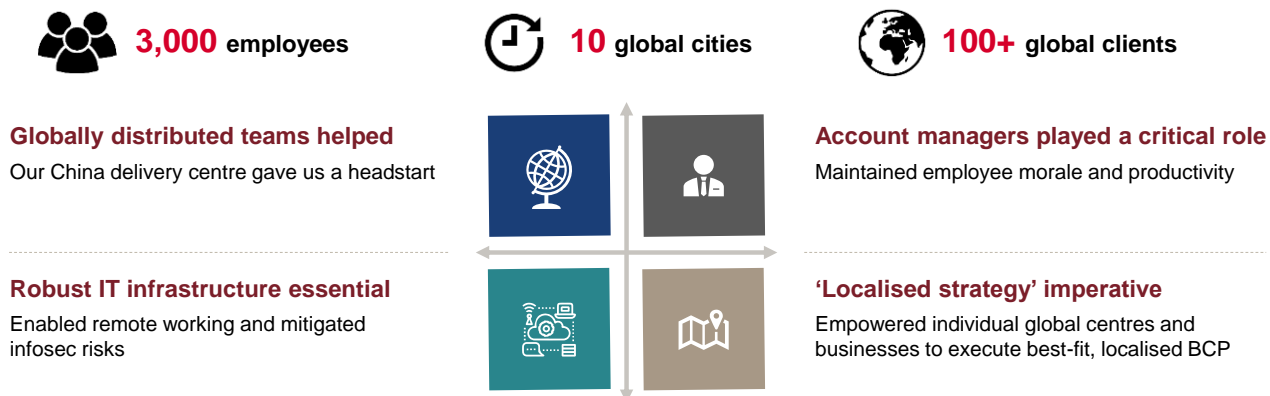 3,000 employees
10 global cities
100+ global clients
Globally distributed teams helped
Our China delivery centre gave us a headstart
Account managers played a critical role
Maintained employee morale and productivity
Robust IT infrastructure essential
Enabled remote working and mitigated
infosec risks
‘Localised strategy’ imperative
Empowered individual global centres and
businesses to execute best-fit, localised BCP